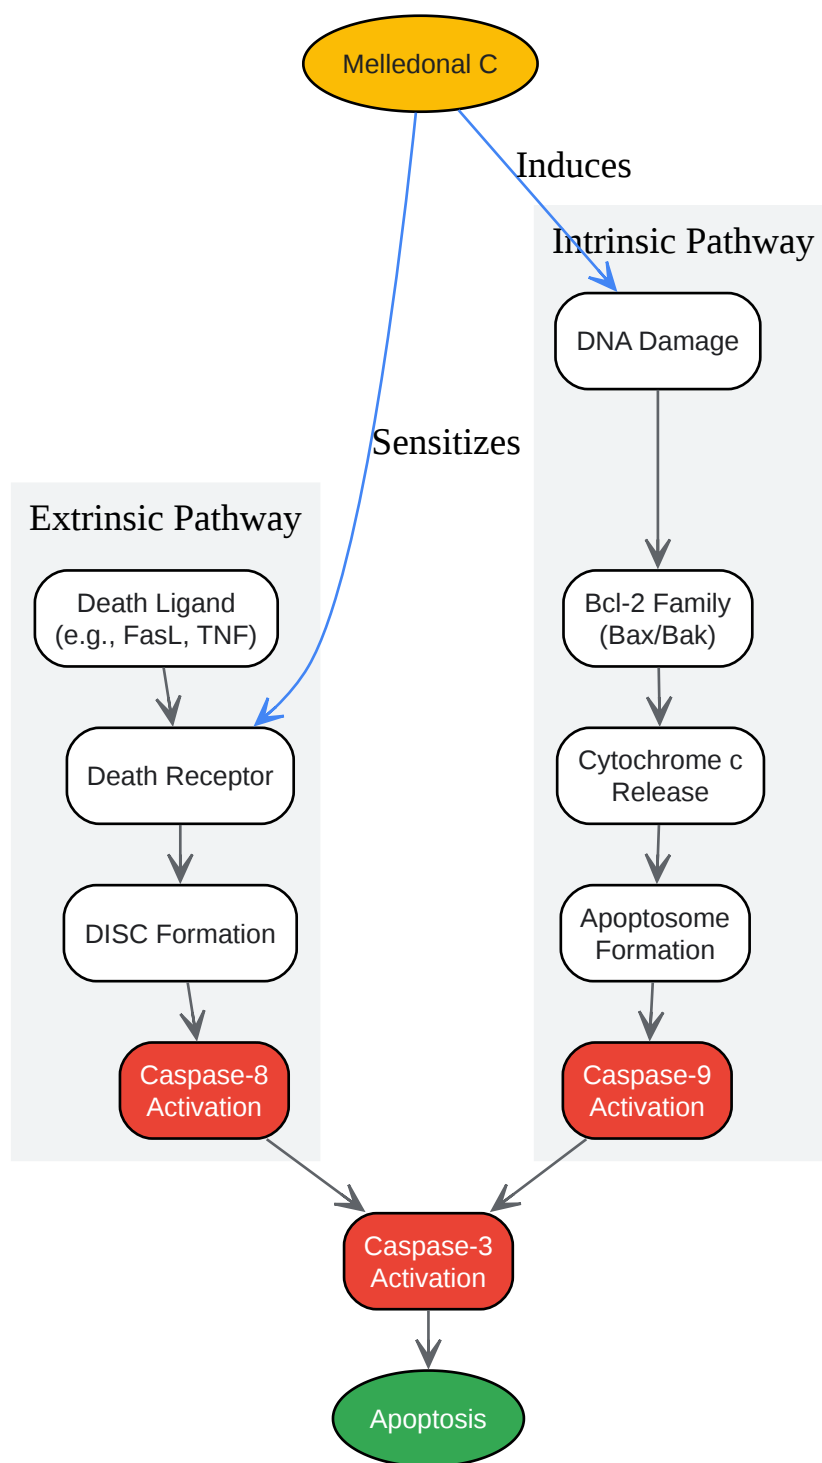 Melledonal C
Induces
Intrinsic Pathway
DNA Damage
Sensitizes
Extrinsic Pathway
Death Ligand
(e.g., FasL, TNF)
Bcl-2 Family
(Bax/Bak)
Death Receptor
Cytochrome c
Release
DISC Formation
Apoptosome
Formation
Caspase-8
Activation
Caspase-9
Activation
Caspase-3
Activation
Apoptosis